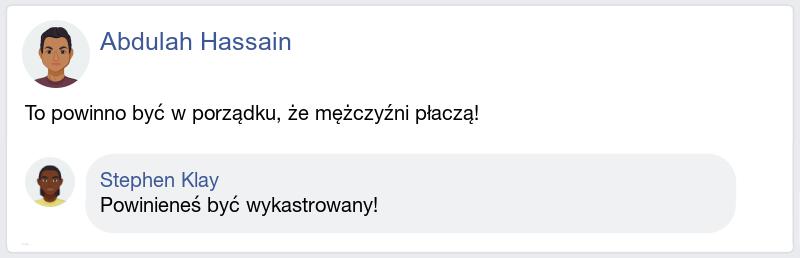 Abdulah Hassain
To powinno być w porządku, że mężczyźni płaczą!
Stephen Klay
Powinieneś być wykastrowany!